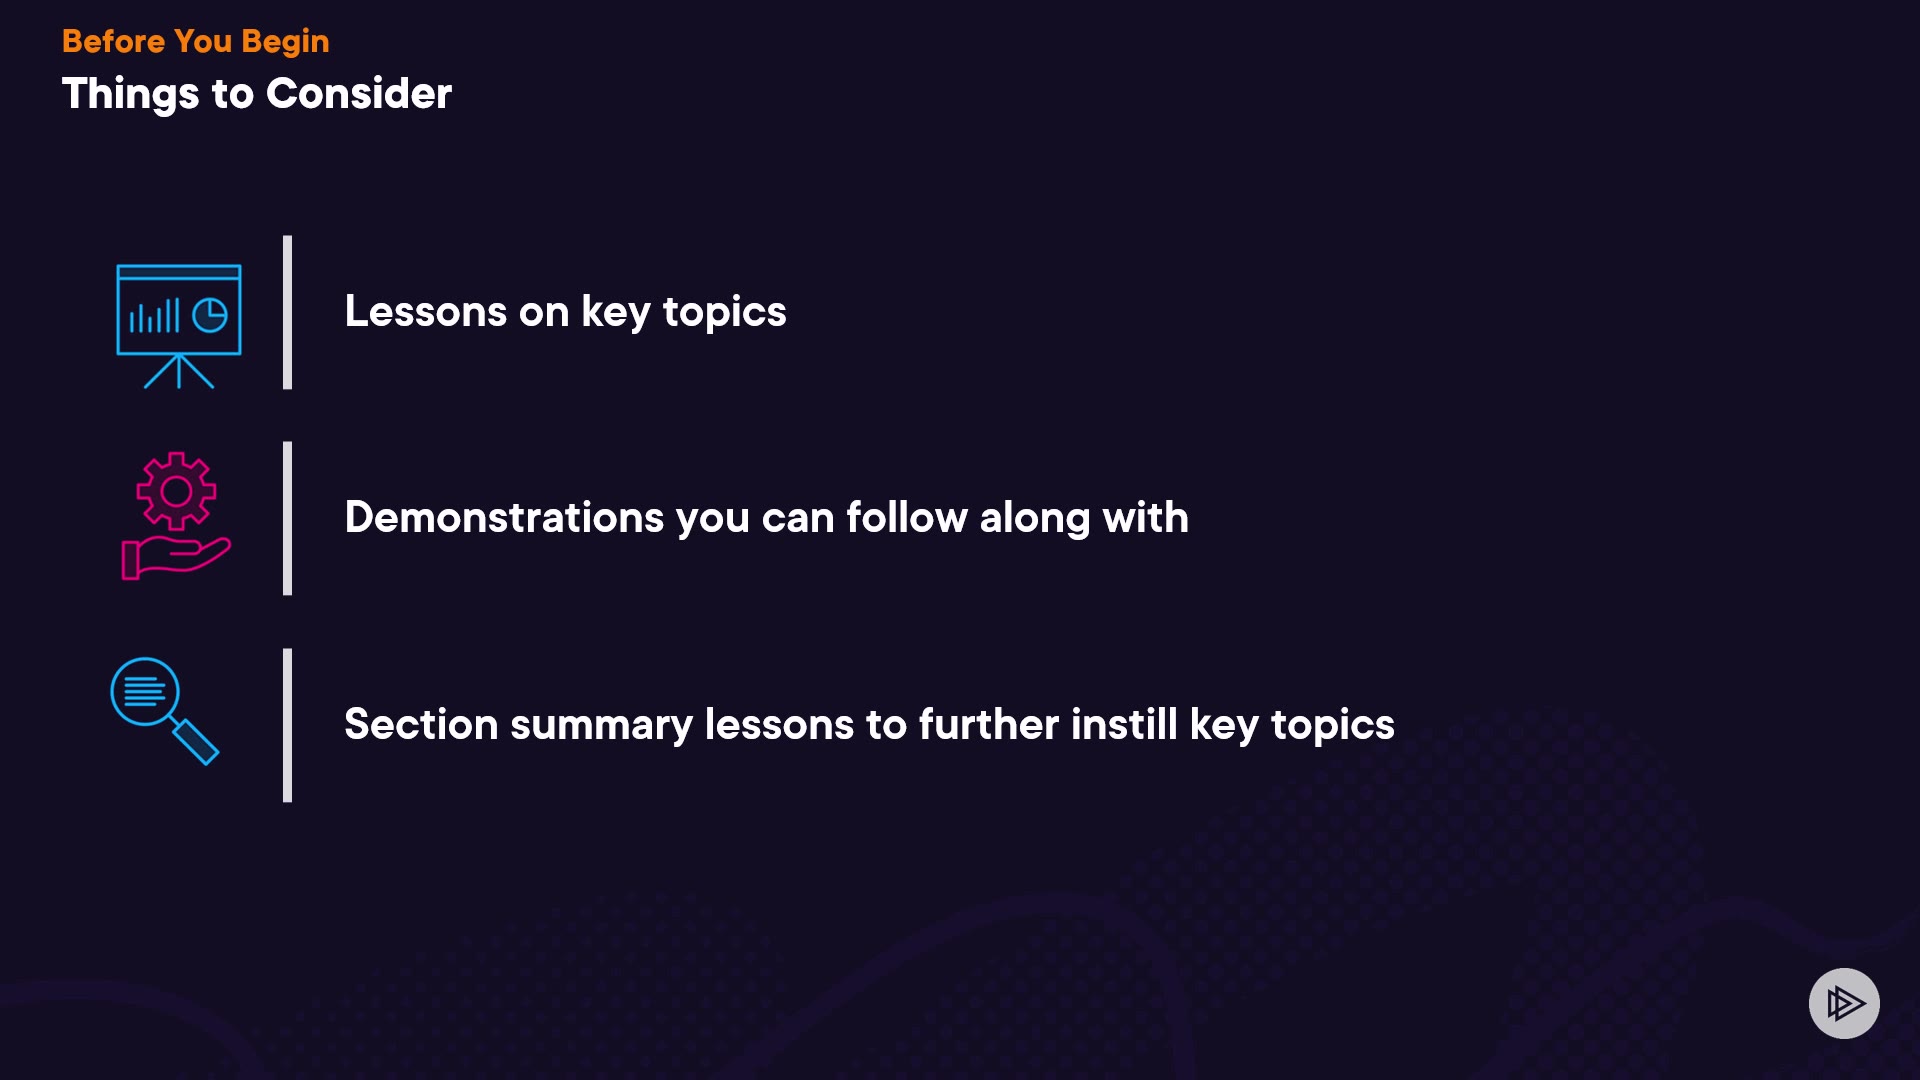 Before You Begin
Things to Consider
Lessons on key topics
Demonstrations you can follow along with
Section summary lessons to further instill key topics